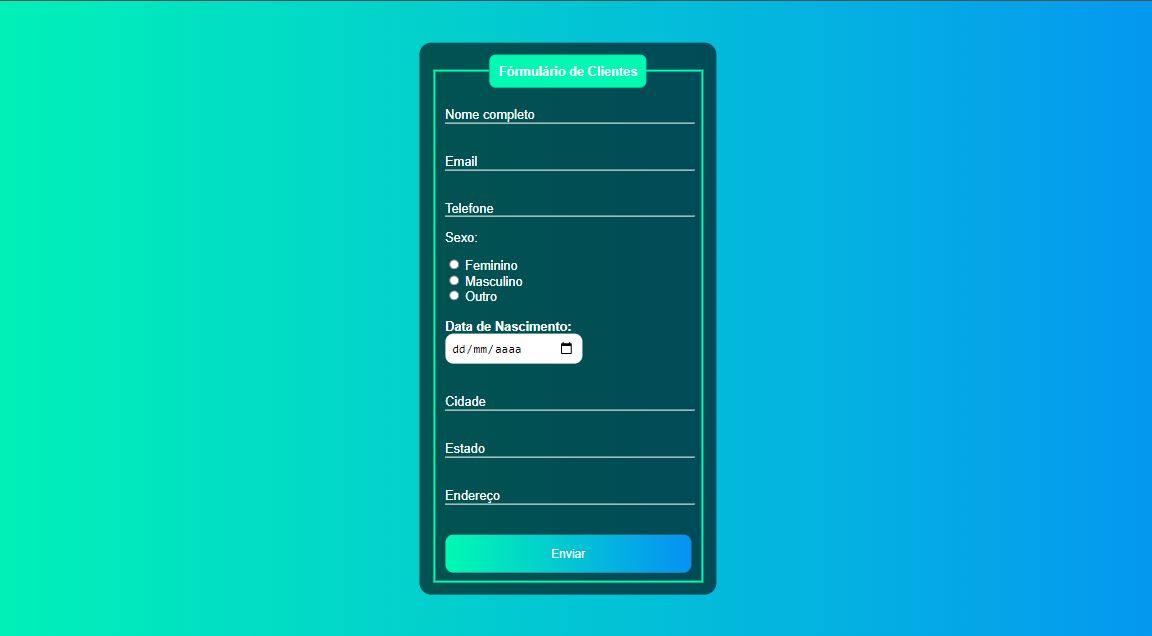 Fórmulário de Clientes
Nome completo
Email
Telefone
Sexo:
Feminino
Masculino
Outro
Data de Nascimento:
dd/mm/aaaa
Cidade
Estado
Endereço
Enviar